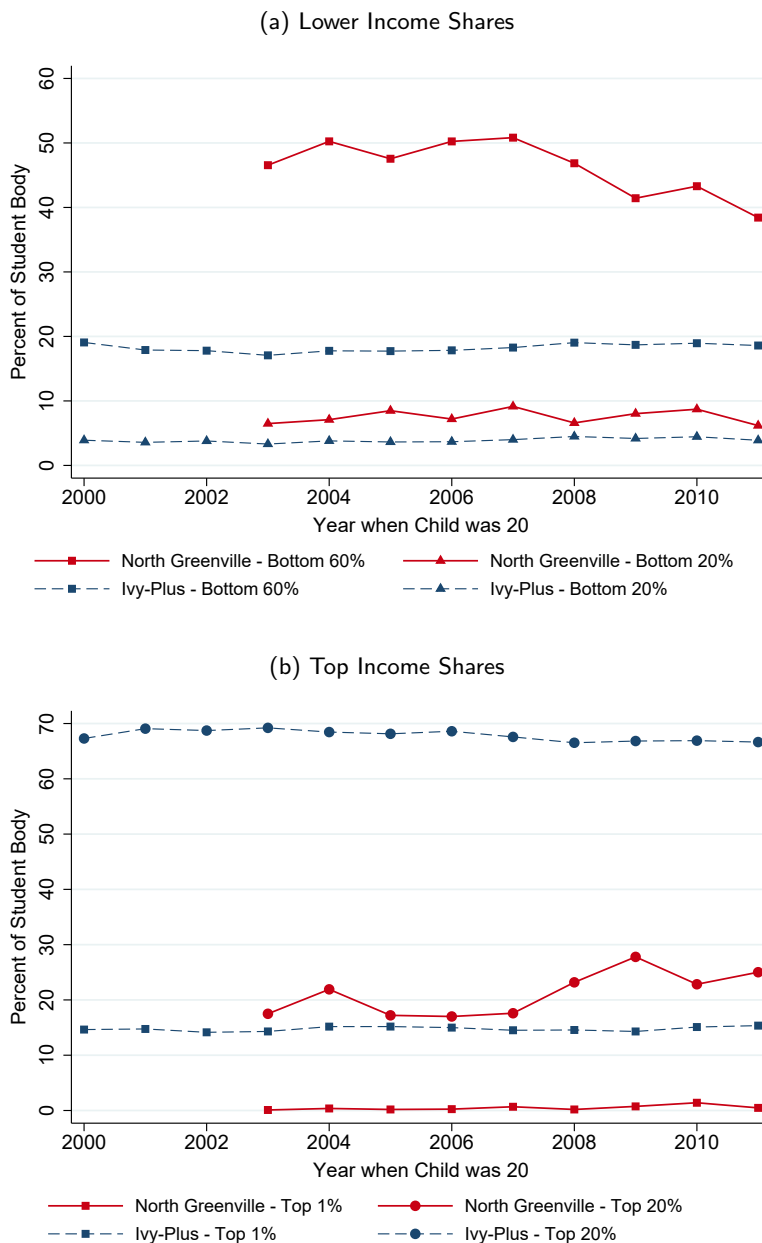 (a) Lower Income Shares
60
50
40
30
20
10
0
Percent of Student Body
2000 2002 2004 2006 2008 2010
Year when Child was 20
North Greenville - Bottom 60% North Greenville - Bottom 20%
Ivy-Plus - Bottom 60% Ivy-Plus - Bottom 20%
(b) Top Income Shares
70
60
50
40
30
20
10
0
Percent of Student Body
2000 2002 2004 2006 2008 2010
Year when Child was 20
North Greenville - Top 1% North Greenville - Top 20%
Ivy-Plus - Top 1% Ivy-Plus - Top 20%